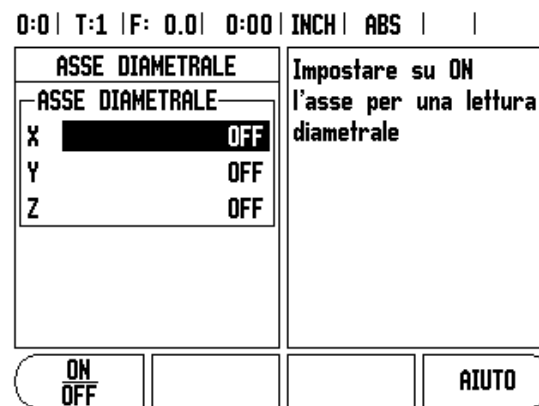 0:0 | T:1 | F: 0.0 | 0:00 | INCH | ABS | |
ASSE DIAMETRALE
ASSE DIAMETRALE
X OFF
Y OFF
Z OFF
Impostare su ON
l'asse per una lettura
diametrale
ON
OFF
AIUTO